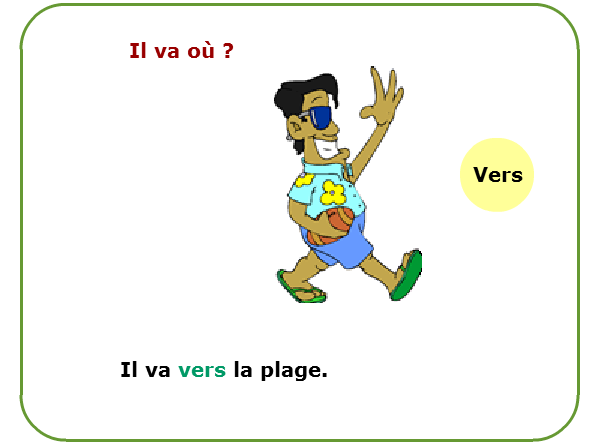 Il va où ?
Vers
Il va vers la plage.